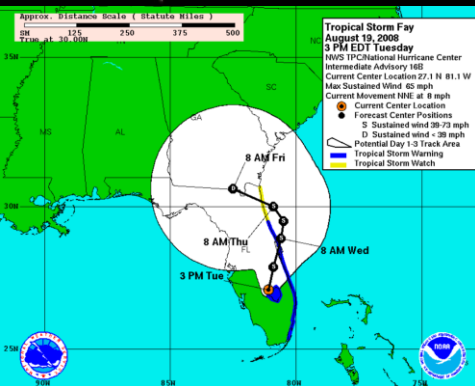 Approx. Distance Scale ( Statute Miles )
SM 125 250 375 500
True at 30.00N
Tropical Storm Fay
August 19, 2008
3 PM EDT Tuesday
NWS TPC/National Hurricane Center
Intermediate Advisory 16B
Current Center Location 27.1 N 81.1 W
Max Sustained Wind 65 mph
Current Movement NNE at 8 mph
Current Center Location
Forecast Center Positions
S Sustained wind 39-73 mph
D Sustained wind < 39 mph
Potential Day 1-3 Track Area
Tropical Storm Warning
Tropical Storm Watch
35N
SC
GA
MS
AL
8 AM Fri
D
30N
S
S
8 AM Thu
FL
S
8 AM Wed
3 PM Tue
S
25N
NOAA
90W
85W
80W
75W